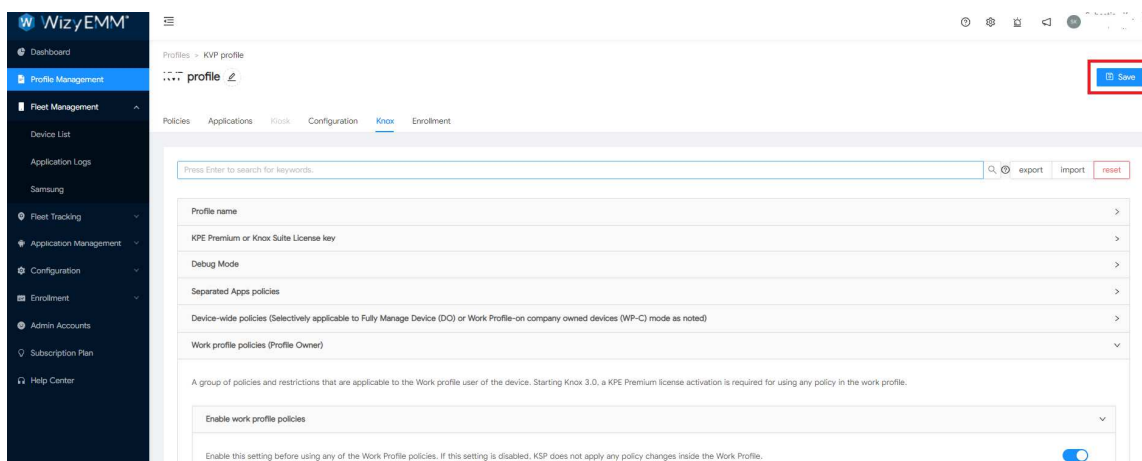 WizyEMM
Dashboard
Profile Management
Fleet Management
Device List
Application Logs
Samsung
Fleet Tracking
Application Management
Configuration
Enrollment
Admin Accounts
Subscription Plan
Help Center
SK
Profiles > KVP profile
profile
Save
Policies Applications Kiosk Configuration Knox Enrollment
Press Enter to search for keywords. export import reset
Profile name
KPE Premium or Knox Suite License key
Debug Mode
Separated Apps policies
Device-wide policies (Selectively applicable to Fully Manage Device (DO) or Work Profile-on company owned devices (WP-C) mode as noted)
Work profile policies (Profile Owner)
A group of policies and restrictions that are applicable to the Work profile user of the device. Starting Knox 3.0, a KPE Premium license activation is required for using any policy in the work profile.
Enable work profile policies
Enable this setting before using any of the Work Profile policies. If this setting is disabled, KSP does not apply any policy changes inside the Work Profile.